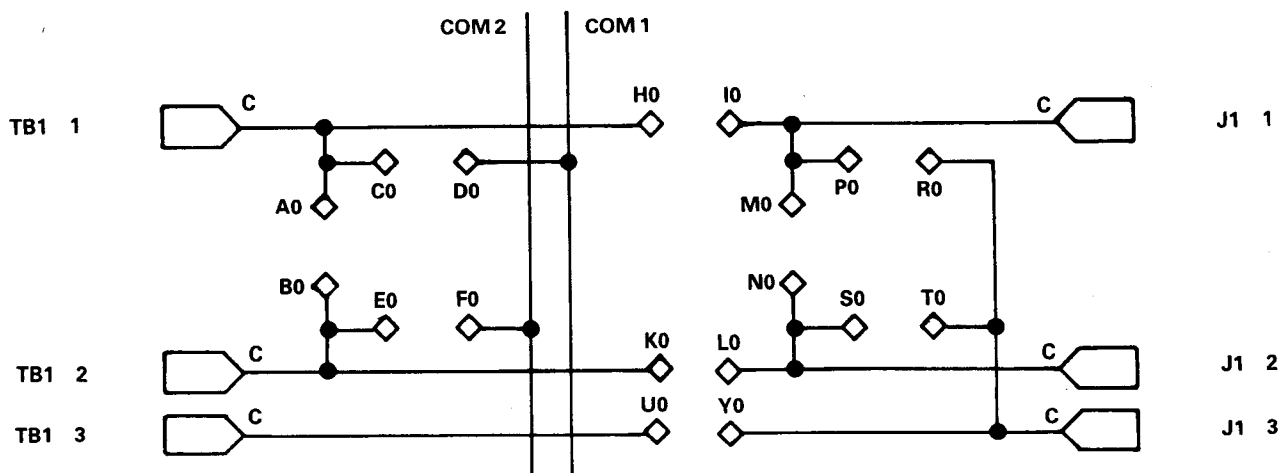 COM 2 COM 1
TB1 1 C H0 I0 C J1 1
A0 C0 D0 M0 P0 R0
B0 E0 F0 N0 S0 T0
TB1 2 C K0 L0 C J1 2
TB1 3 C U0 Y0 C J1 3